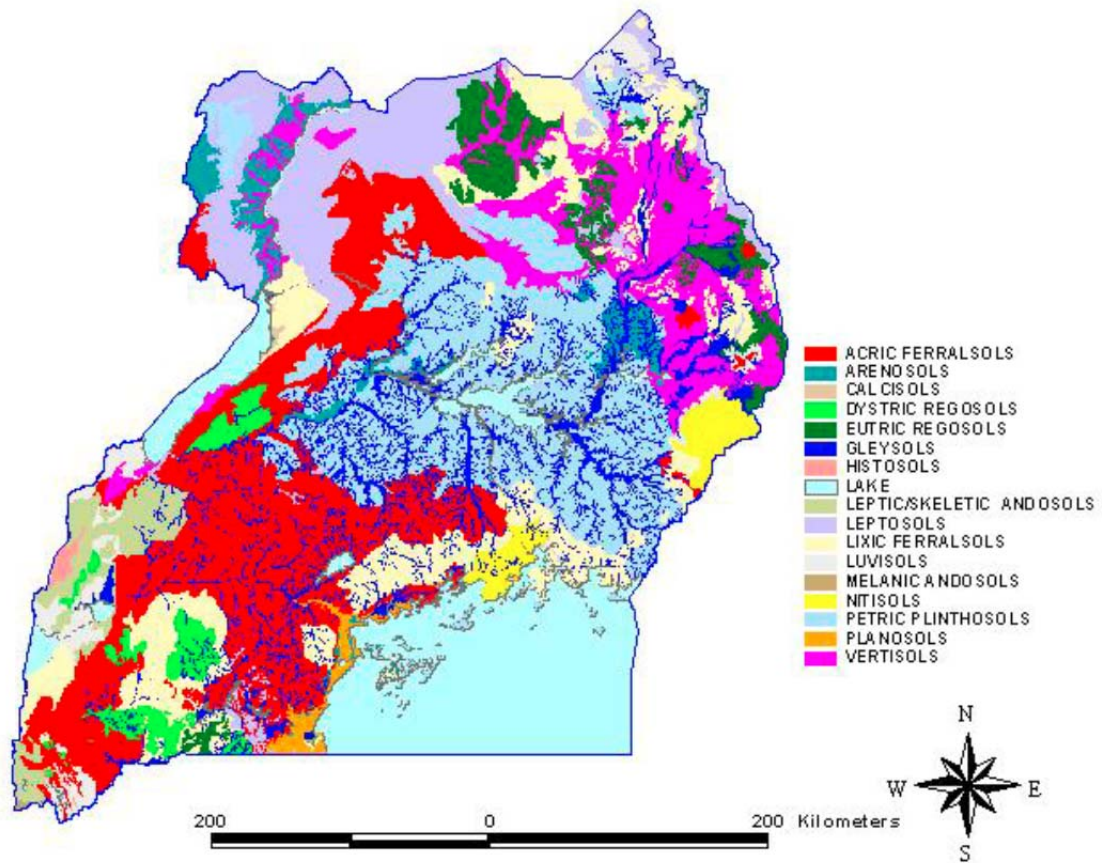 ACRIC FERRALSOLS
ARENOSOLS
CALCISOLS
DYSTRIC REGOSOLS
EUTRIC REGOSOLS
GLEYSOLS
HISTOSOLS
LAKE
LEPTIC/SKELETIC ANDOSOLS
LEPTOSOLS
LIXIC FERRALSOLS
LUVISOLS
MELANIC ANDOSOLS
NITISOLS
PETRIC PLINTHOSOLS
PLANOSOLS
VERTISOLS
N
W E
S
200 0 200 Kilometers